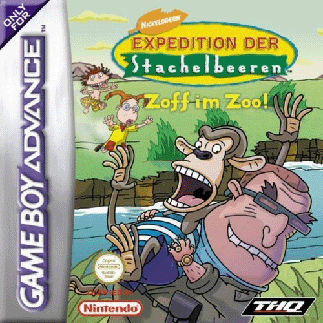 ONLY
FOR
GAME BOY ADVANCE
NICKELODEON
EXPEDITION DER
Stachelbeeren
Zoff im Zoo!
Nintendo
THQ